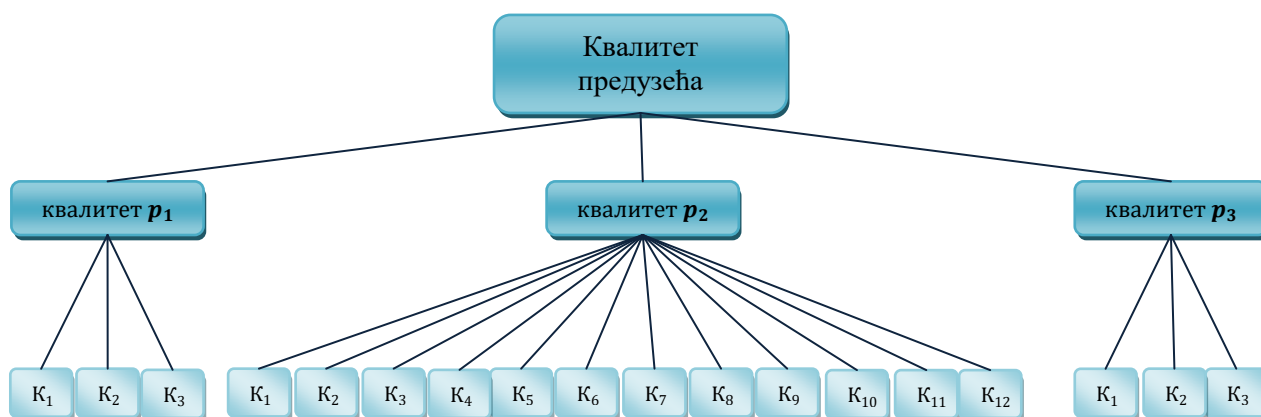 Квалитет
предузећа
квалитет p₁
квалитет p₂
квалитет p₃
К₁ К₂ К₃ К₁ К₂ К₃ К₄ К₅ К₆ К₇ К₈ К₉ К₁₀ К₁₁ К₁₂ К₁ К₂ К₃